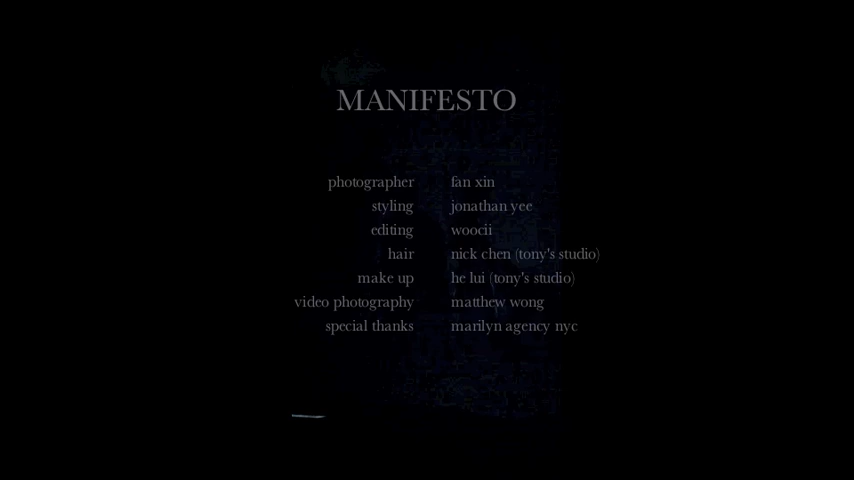 MANIFESTO
photographer fan xin
styling jonathan yee
editing woocii
hair nick chen (tony's studio)
make up he lui (tony's studio)
video photography matthew wong
special thanks marilyn agency nyc